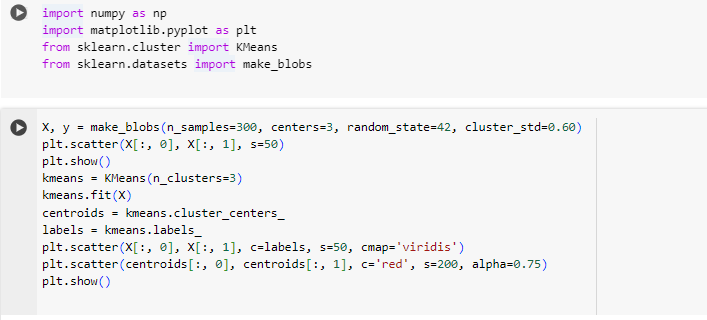 import numpy as np
import matplotlib.pyplot as plt
from sklearn.cluster import KMeans
from sklearn.datasets import make_blobs
X, y = make_blobs(n_samples=300, centers=3, random_state=42, cluster_std=0.60)
plt.scatter(X[:, 0], X[:, 1], s=50)
plt.show()
kmeans = KMeans(n_clusters=3)
kmeans.fit(X)
centroids = kmeans.cluster_centers_
labels = kmeans.labels_
plt.scatter(X[:, 0], X[:, 1], c=labels, s=50, cmap='viridis')
plt.scatter(centroids[:, 0], centroids[:, 1], c='red', s=200, alpha=0.75)
plt.show()